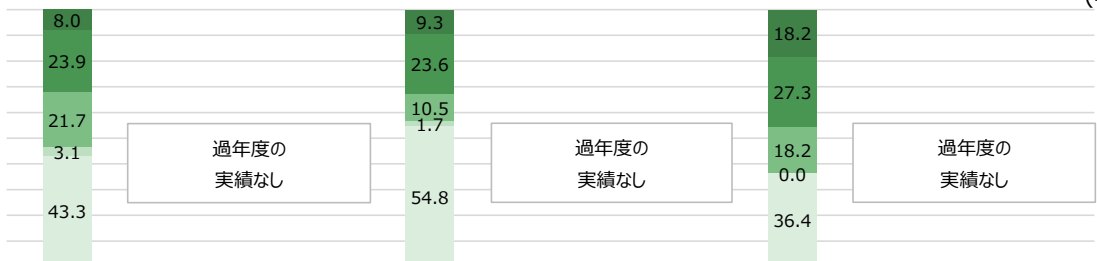 8.0
23.9
21.7
3.1
43.3
過年度の
実績なし
9.3
23.6
10.5
1.7
54.8
過年度の
実績なし
18.2
27.3
18.2
0.0
36.4
過年度の
実績なし